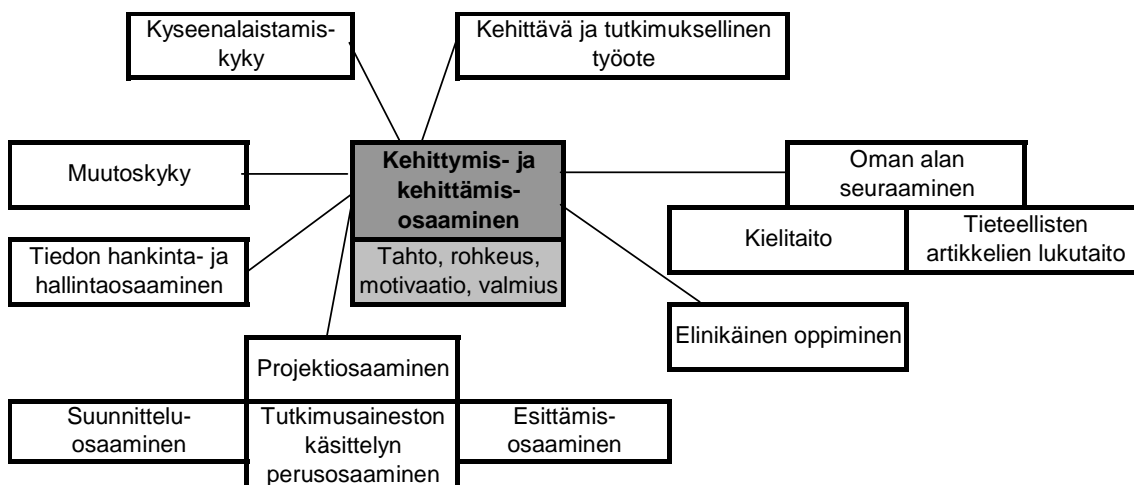 Kyseenalaistamis-
kyky
Kehittävä ja tutkimuksellinen
työote
Muutoskyky
Kehittymis- ja
kehittämis-
osaaminen
Oman alan
seuraaminen
Kielitaito
Tieteellisten
artikkelien lukutaito
Tiedon hankinta- ja
hallintaosaaminen
Tahto, rohkeus,
motivaatio, valmius
Elinikäinen oppiminen
Projektiosaaminen
Suunnittelu-
osaaminen
Tutkimusaineston
käsittelyn
perusosaaminen
Esittämis-
osaaminen